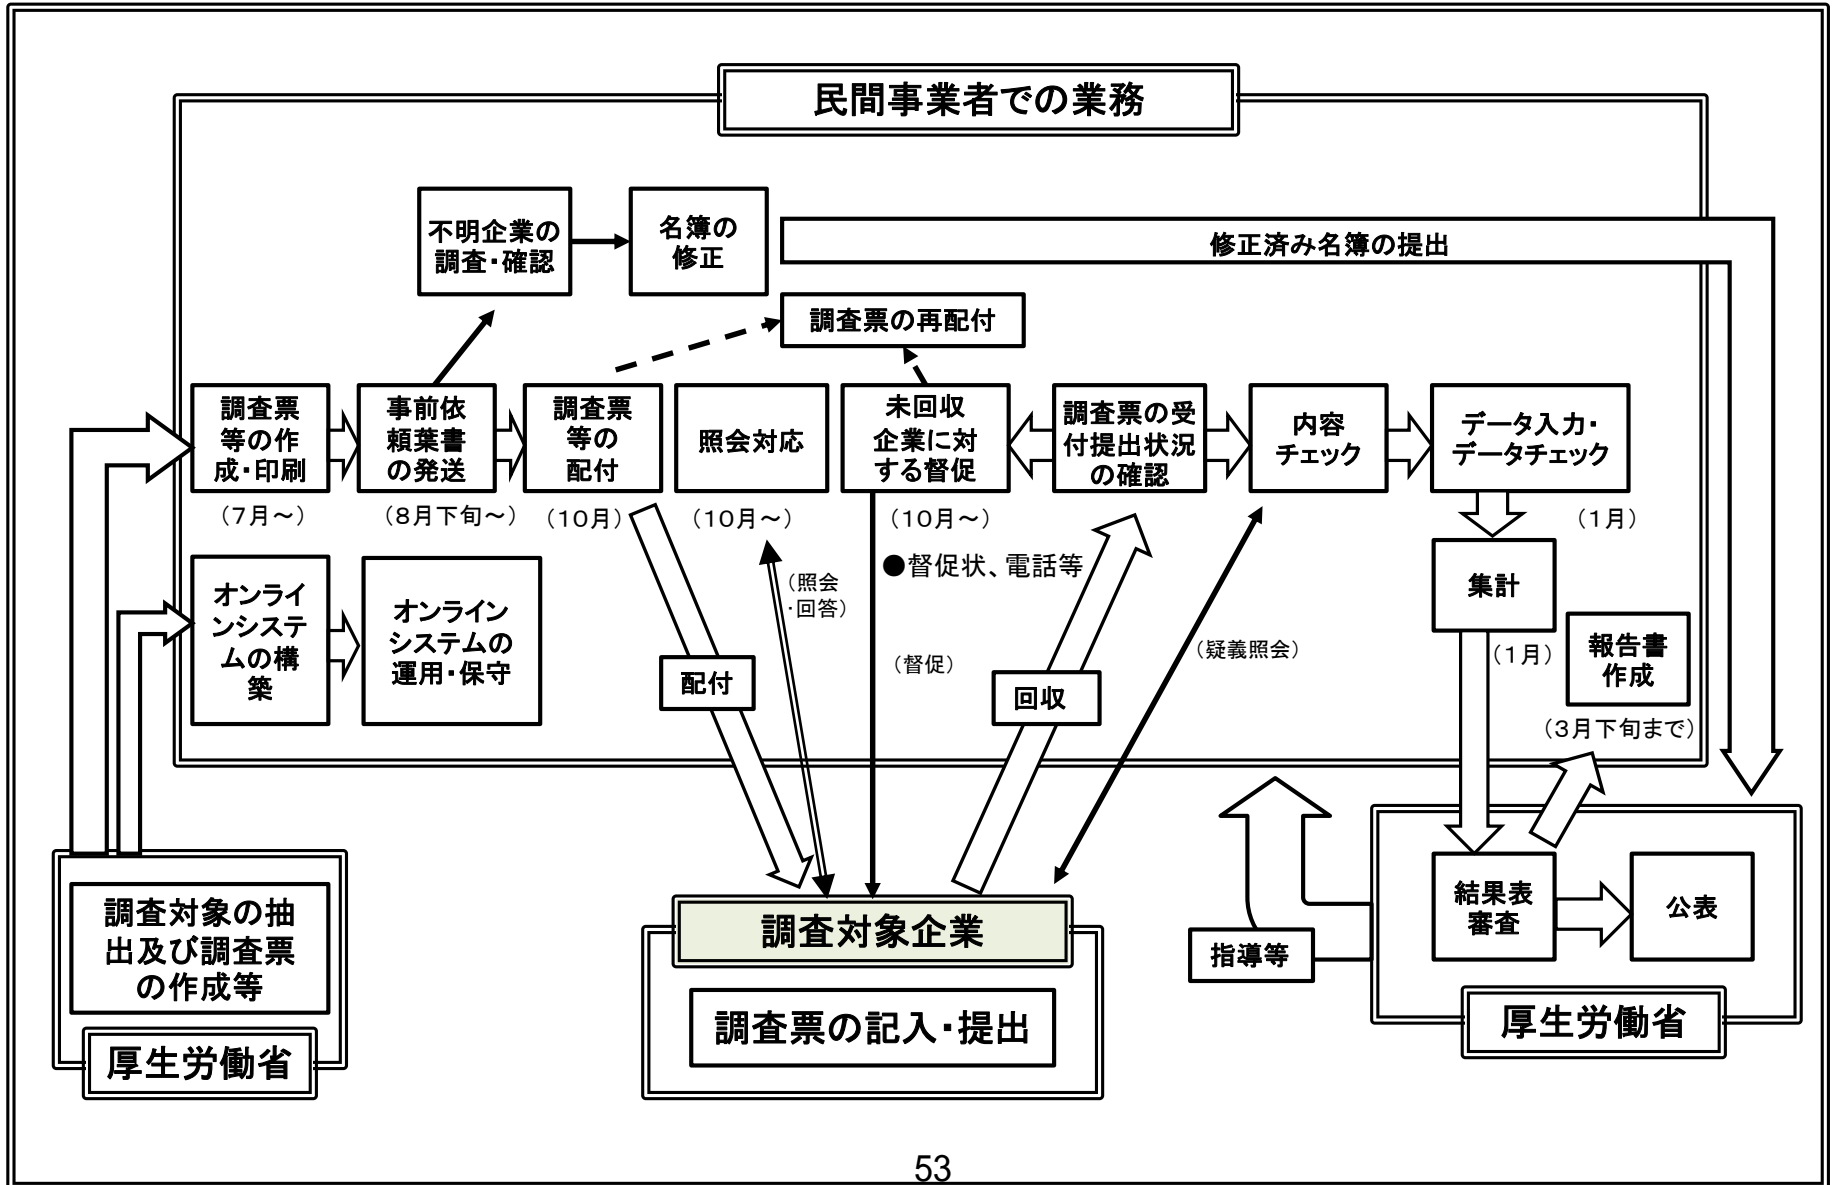 民間事業者での業務
不明企業の
調査・確認
名簿の
修正
修正済み名簿の提出
調査票の再配付
調査票
等の作
成・印刷
(7月～)
事前依
頼葉書
の発送
(8月下旬～)
調査票
等の
配付
(10月)
照会対応
(10月～)
未回収
企業に対
する督促
(10月～)
調査票の受
付提出状況
の確認
内容
チェック
データ入力・
データチェック
(1月)
●督促状、電話等
オンライ
ンシステ
ムの構
築
オンライン
システムの
運用・保守
(照会
・回答)
集計
(1月)
報告書
作成
(3月下旬まで)
配付
(督促)
回収
(疑義照会)
調査対象の抽
出及び調査票
の作成等
厚生労働省
調査対象企業
調査票の記入・提出
指導等
結果表
審査
公表
厚生労働省
53